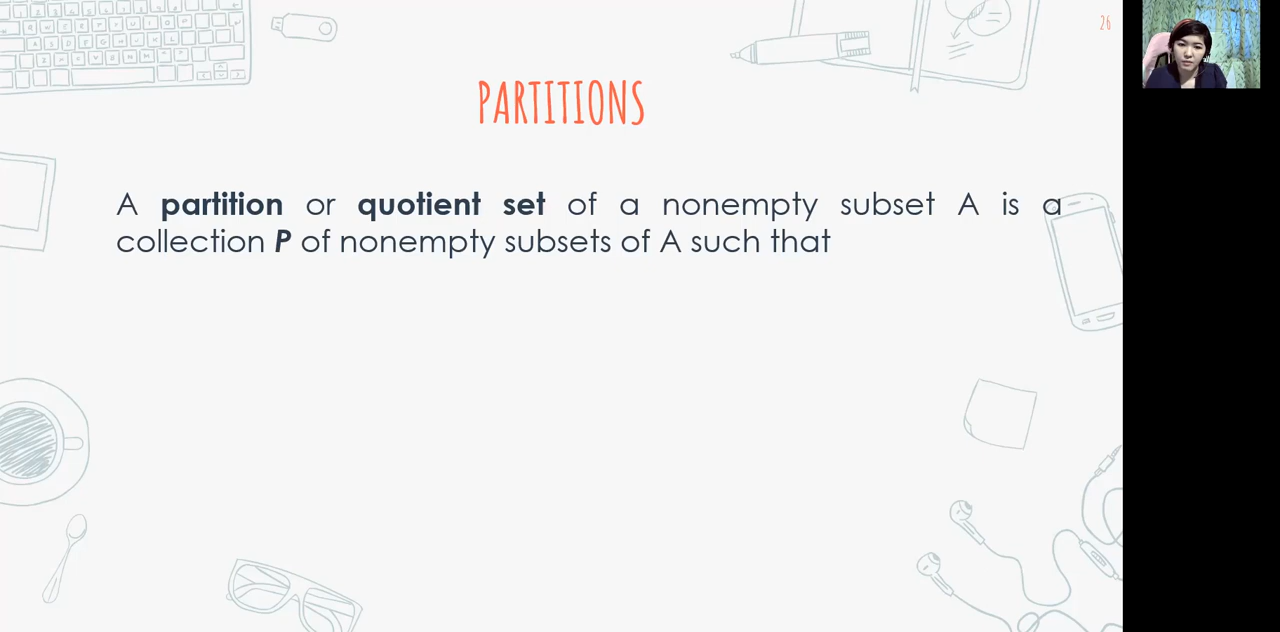 26
PARTITIONS
A partition or quotient set of a nonempty subset A is a
collection P of nonempty subsets of A such that